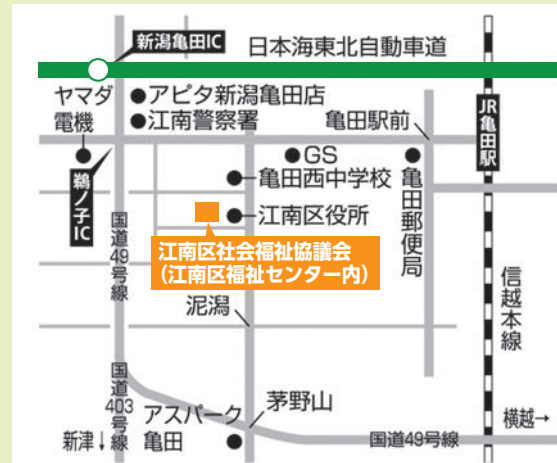 新潟亀田IC
日本海東北自動車道
ヤマダ
電機
●アピタ新潟亀田店
●江南警察署
亀田駅前
JR亀田駅
鵜ノ子IC
●GS
●亀田西中学校
亀田郵便局
国道49号線
●江南区役所
江南区社会福祉協議会
(江南区福祉センター内)
信越本線
泥潟
国道403号線
アスパーク
亀田
茅野山
横越→
新津↓
国道49号線